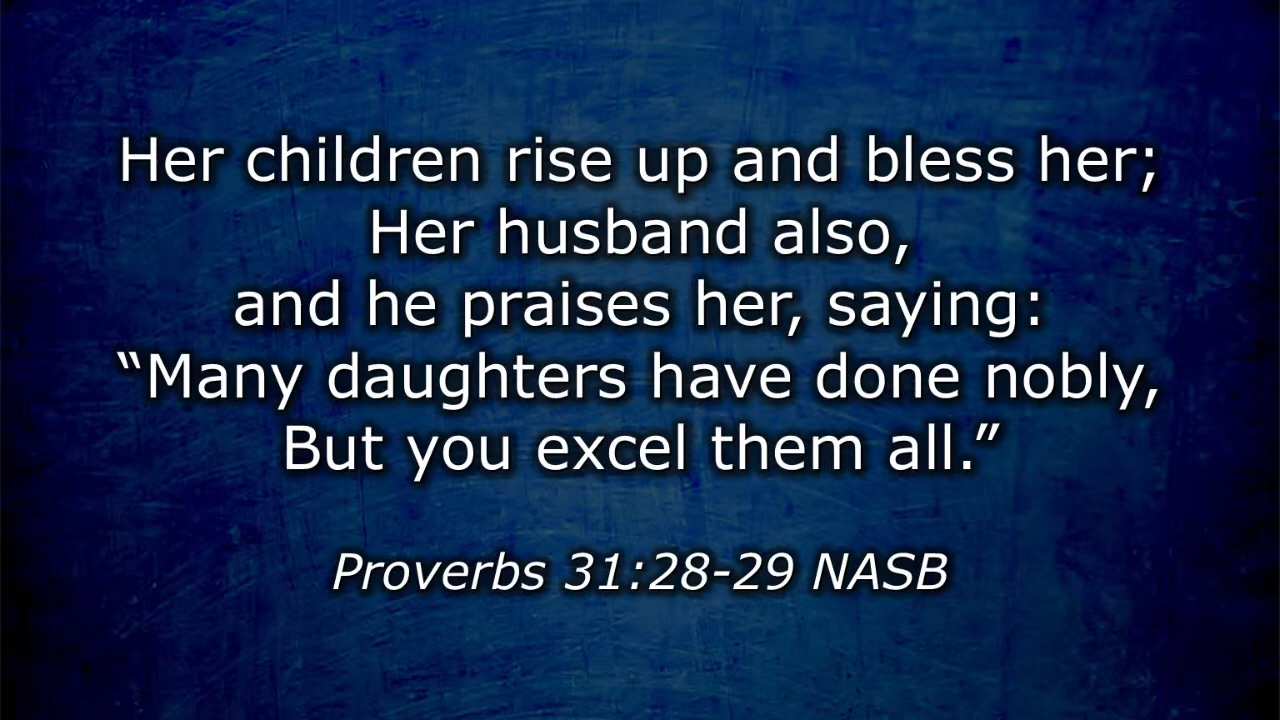 Her children rise up and bless her;
Her husband also,
and he praises her, saying:
“Many daughters have done nobly,
But you excel them all.”
Proverbs 31:28-29 NASB